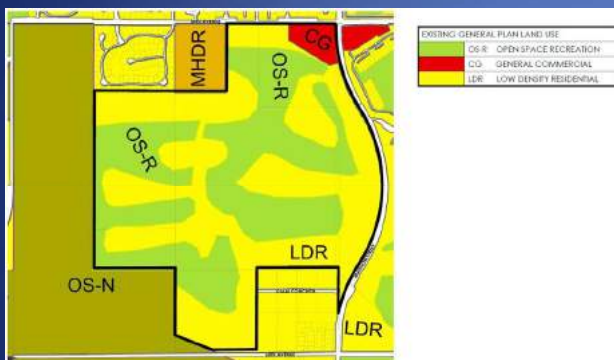 CG
MHDR
OS-R
OS-R
LDR
OS-N
LDR
EXISTING GENERAL PLAN LAND USE
OS-R OPEN SPACE RECREATION
CG GENERAL COMMERCIAL
LDR LOW DENSITY RESIDENTIAL